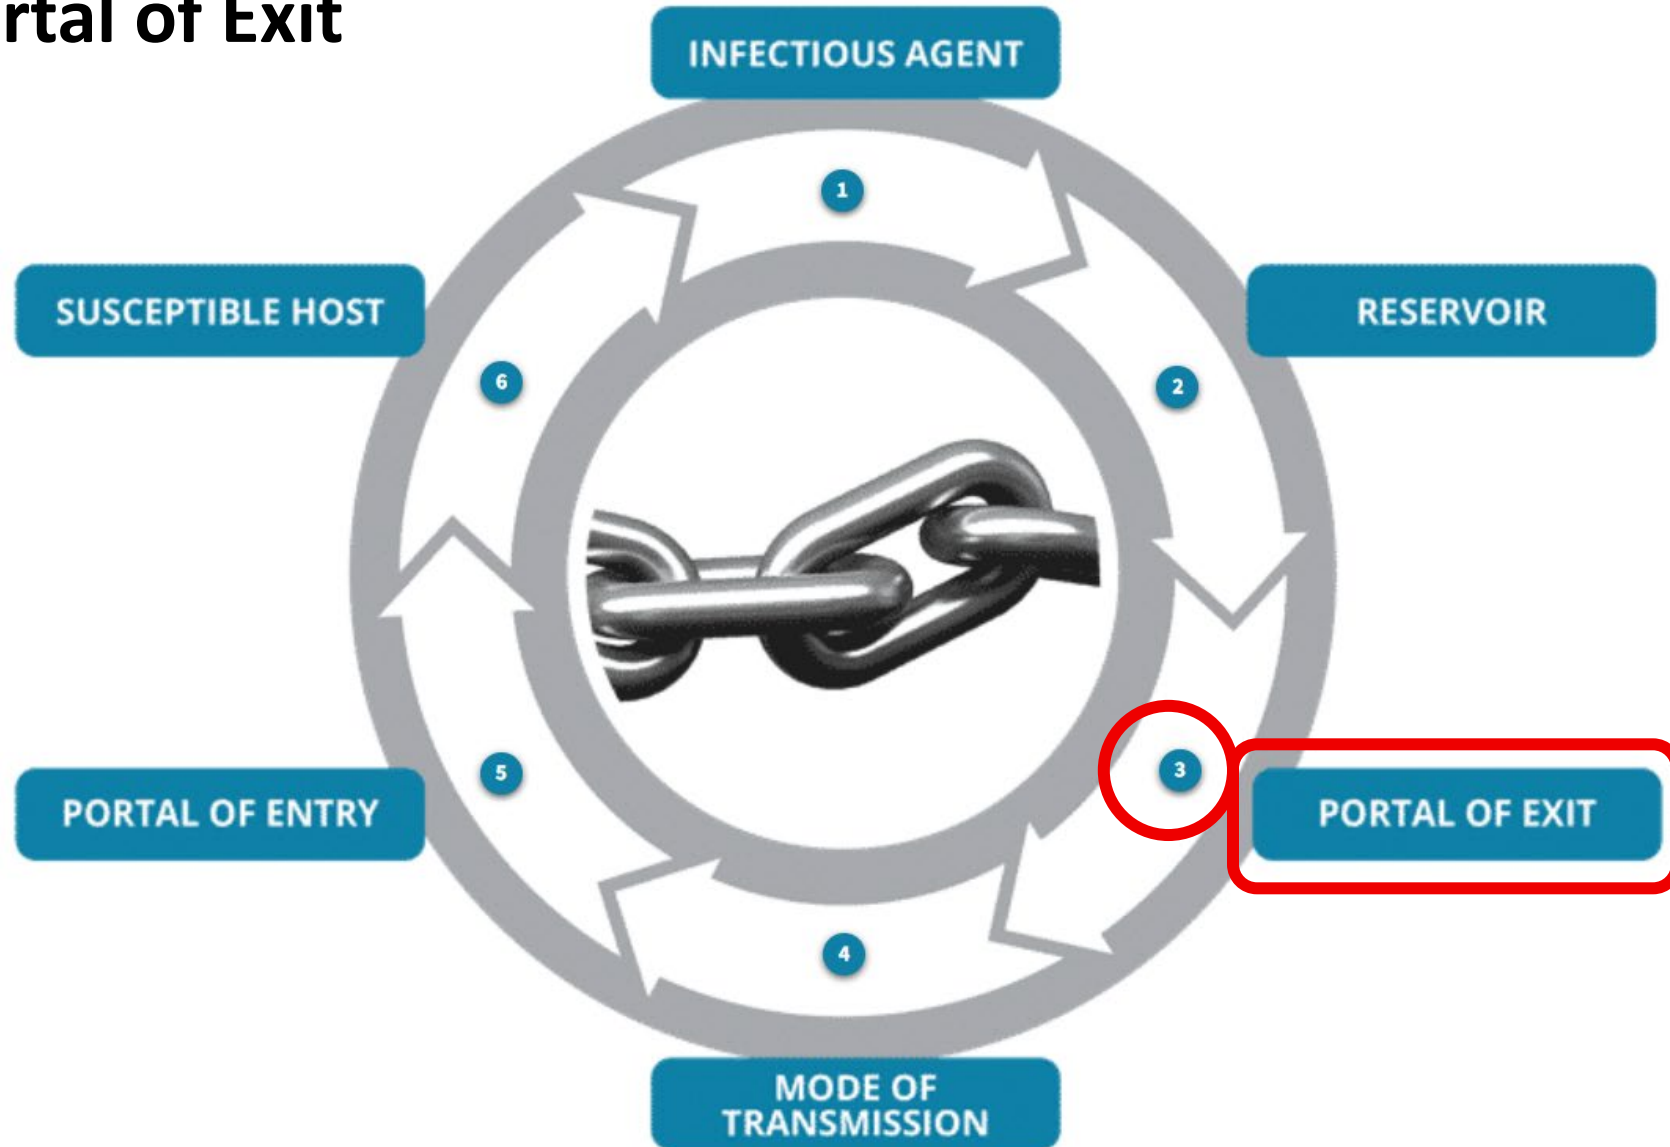 rtal of Exit
INFECTIOUS AGENT
1
RESERVOIR
2
3
PORTAL OF EXIT
4
MODE OF
TRANSMISSION
5
PORTAL OF ENTRY
6
SUSCEPTIBLE HOST